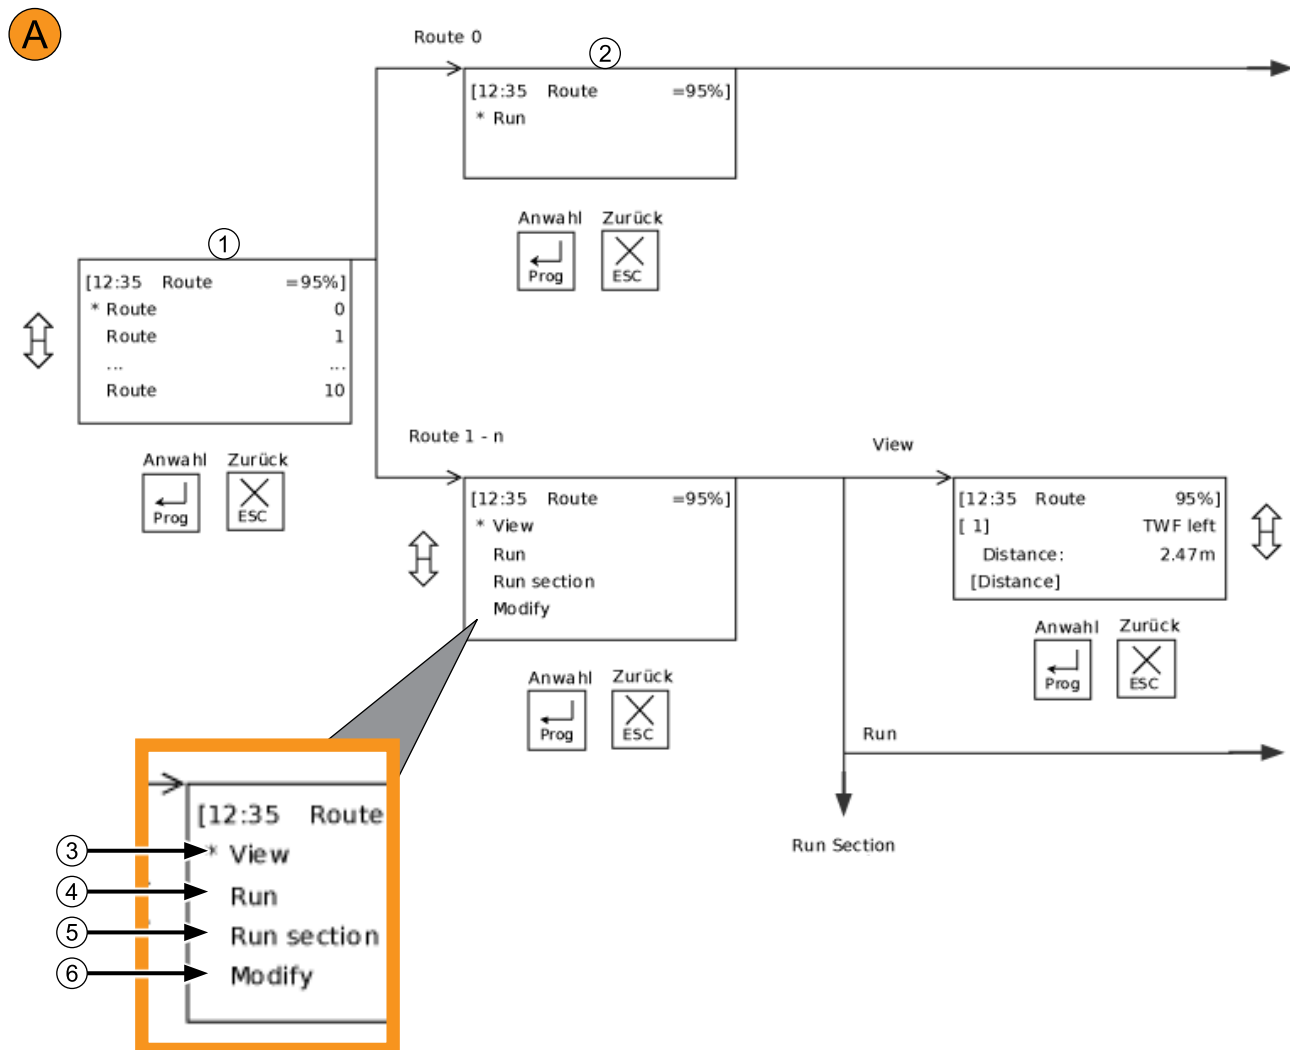 A
Route 0
2
[12:35 Route =95%]
* Run
Anwahl Zurück
Prog ESC
1
[12:35 Route =95%]
* Route 0
Route 1
... ...
Route 10
Anwahl Zurück
Prog ESC
Route 1 - n
[12:35 Route =95%]
* View
Run
Run section
Modify
Anwahl Zurück
Prog ESC
View
[12:35 Route 95%]
[ 1] TWF left
Distance: 2.47m
[Distance]
Anwahl Zurück
Prog ESC
Run
Run Section
[12:35 Route
3 * View
4 Run
5 Run section
6 Modify